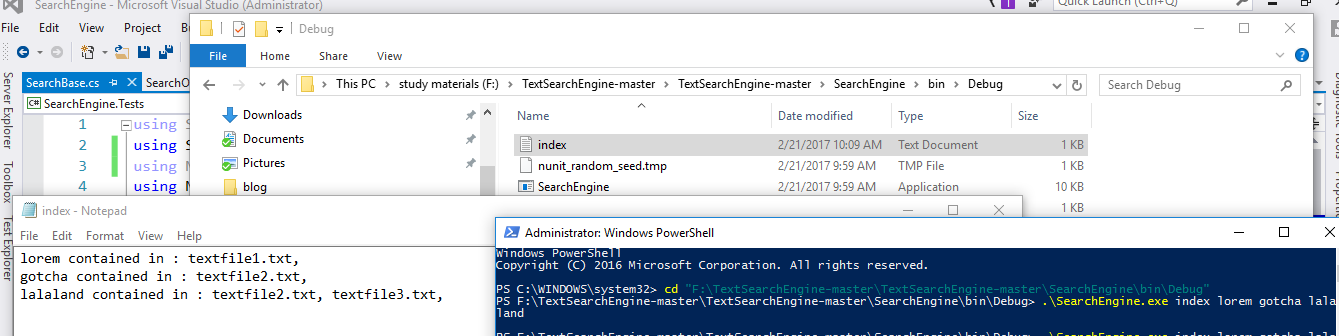 SearchEngine - Microsoft Visual Studio (Administrator)
Quick Launch (Ctrl+Q)
File Edit View Project
Debug
File Home Share View
This PC study materials (F:) TextSearchEngine-master TextSearchEngine-master SearchEngine bin Debug
Search Debug
Server Explorer Toolbox Test Explorer
SearchBase.cs SearchO
C# SearchEngine.Tests
1 using S
2 using S
3 using M
4 using N
Downloads
Documents
Pictures
blog
Name Date modified Type Size
index 2/21/2017 10:09 AM Text Document 1 KB
nunit_random_seed.tmp 2/21/2017 9:59 AM TMP File 1 KB
SearchEngine 2/21/2017 9:59 AM Application 10 KB
1 KB
index - Notepad
File Edit Format View Help
lorem contained in : textfile1.txt,
gotcha contained in : textfile2.txt,
lalaland contained in : textfile2.txt, textfile3.txt,
Administrator: Windows PowerShell
Windows PowerShell
Copyright (C) 2016 Microsoft Corporation. All rights reserved.
PS C:\WINDOWS\system32> cd "F:\TextSearchEngine-master\TextSearchEngine-master\SearchEngine\bin\Debug"
PS F:\TextSearchEngine-master\TextSearchEngine-master\SearchEngine\bin\Debug> .\SearchEngine.exe index lorem gotcha lala
land